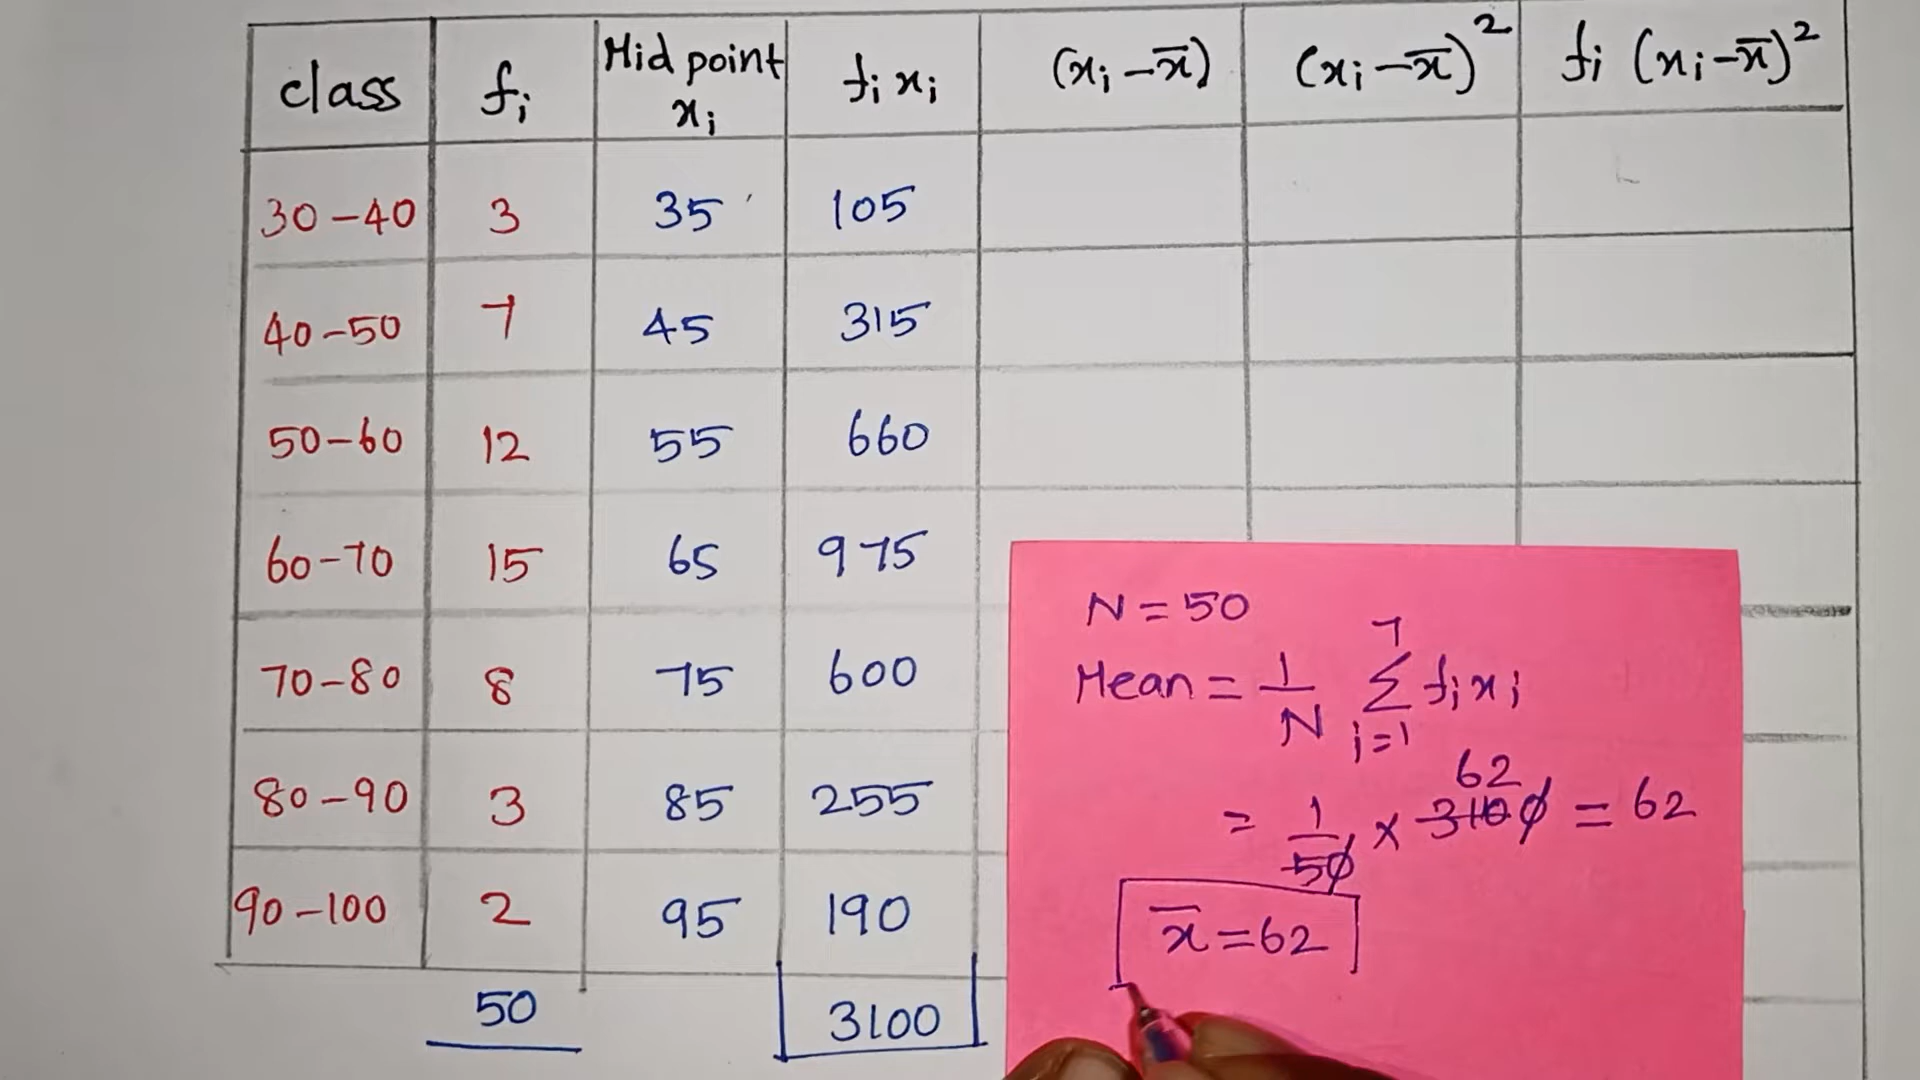 class fᵢ Mid point xᵢ fᵢ xᵢ (xᵢ – x̄) (xᵢ – x̄)² fᵢ (xᵢ – x̄)²
30–40 3 35 105
40–50 7 45 315
50–60 12 55 660
60–70 15 65 975
70–80 8 75 600
80–90 3 85 255
90–100 2 95 190
50 3100
N = 50
Mean = 1/N Σ⁷ᵢ₌₁ fᵢ xᵢ
62
= 1/50 × 3100 = 62
x̄ = 62